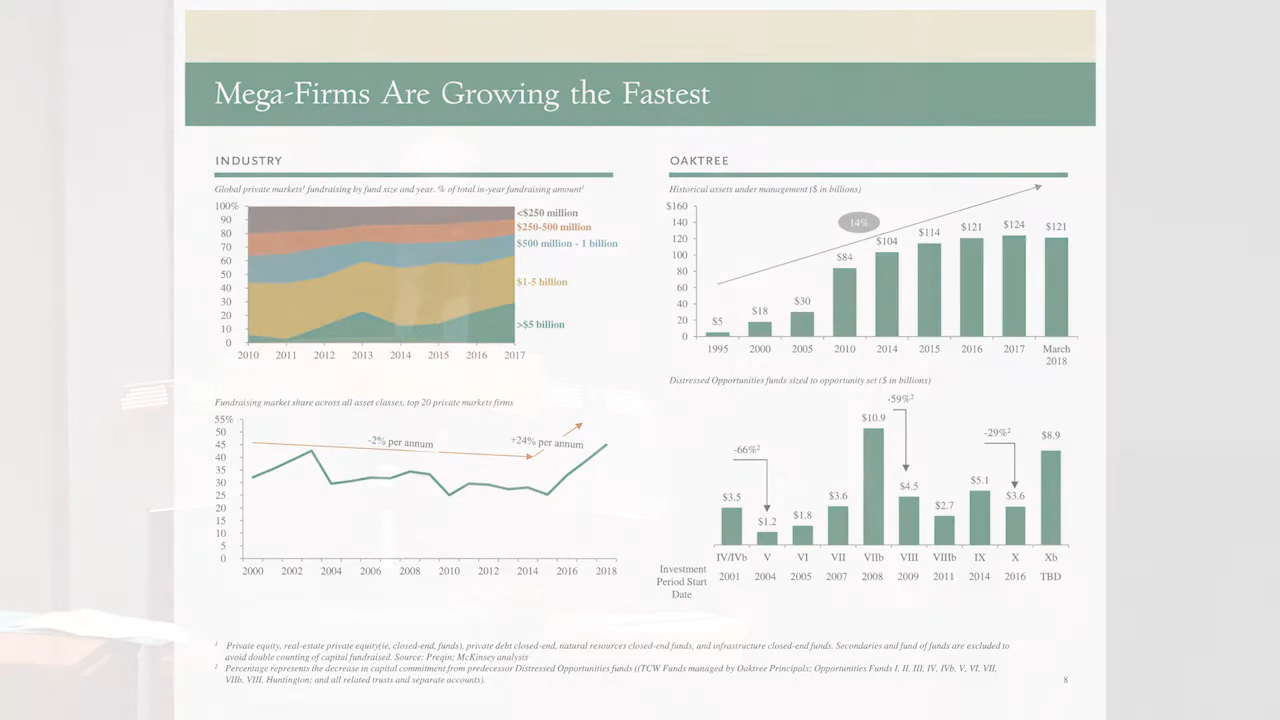 Mega-Firms Are Growing the Fastest
INDUSTRY
Global private markets¹ fundraising by fund size and year. % of total in-year fundraising amount¹
100%
90
80
70
60
50
40
30
20
10
0
2010 2011 2012 2013 2014 2015 2016 2017
<$250 million
$250-500 million
$500 million - 1 billion
$1-5 billion
>$5 billion
Fundraising market share across all asset classes, top 20 private markets firms
55%
50
45
40
35
30
25
20
15
10
5
0
-2% per annum
+24% per annum
2000 2002 2004 2006 2008 2010 2012 2014 2016 2018
OAKTREE
Historical assets under management ($ in billions)
$160
140
120
100
80
60
40
20
0
14%
$5 $18 $30 $84 $104 $114 $121 $124 $121
1995 2000 2005 2010 2014 2015 2016 2017 March
2018
Distressed Opportunities funds sized to opportunity set ($ in billions)
-66%²
-59%²
-29%²
$3.5 $1.2 $1.8 $3.6 $10.9 $4.5 $2.7 $5.1 $3.6 $8.9
IV/IVb V VI VII VIIb VIII VIIIb IX X Xb
Investment
Period Start
Date
2001 2004 2005 2007 2008 2009 2011 2014 2016 TBD
¹ Private equity, real-estate private equity(ie, closed-end, funds), private debt closed-end, natural resources closed-end funds, and infrastructure closed-end funds. Secondaries and fund of funds are excluded to
avoid double counting of capital fundraised. Source: Preqin; McKinsey analysis
² Percentage represents the decrease in capital commitment from predecessor Distressed Opportunities funds ((TCW Funds managed by Oaktree Principals; Opportunities Funds I, II, III, IV, IVb, V, VI, VII,
VIIb, VIII, Huntington; and all related trusts and separate accounts).
8